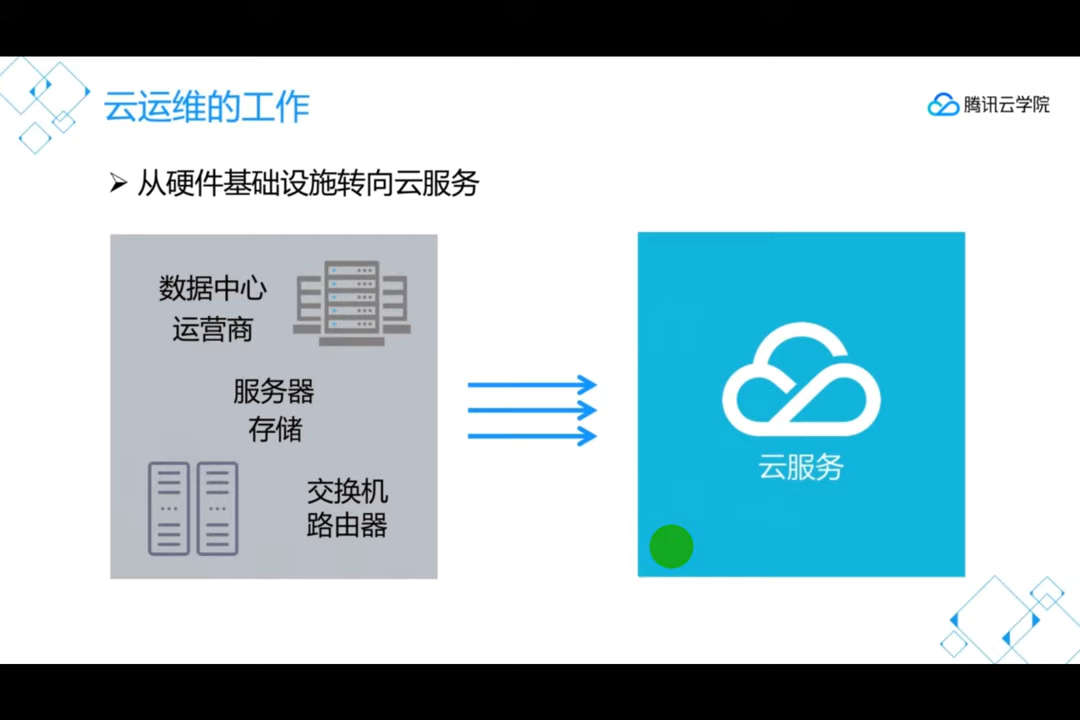 云运维的工作
腾讯云学院
从硬件基础设施转向云服务
数据中心
运营商
服务器
存储
交换机
路由器
云服务